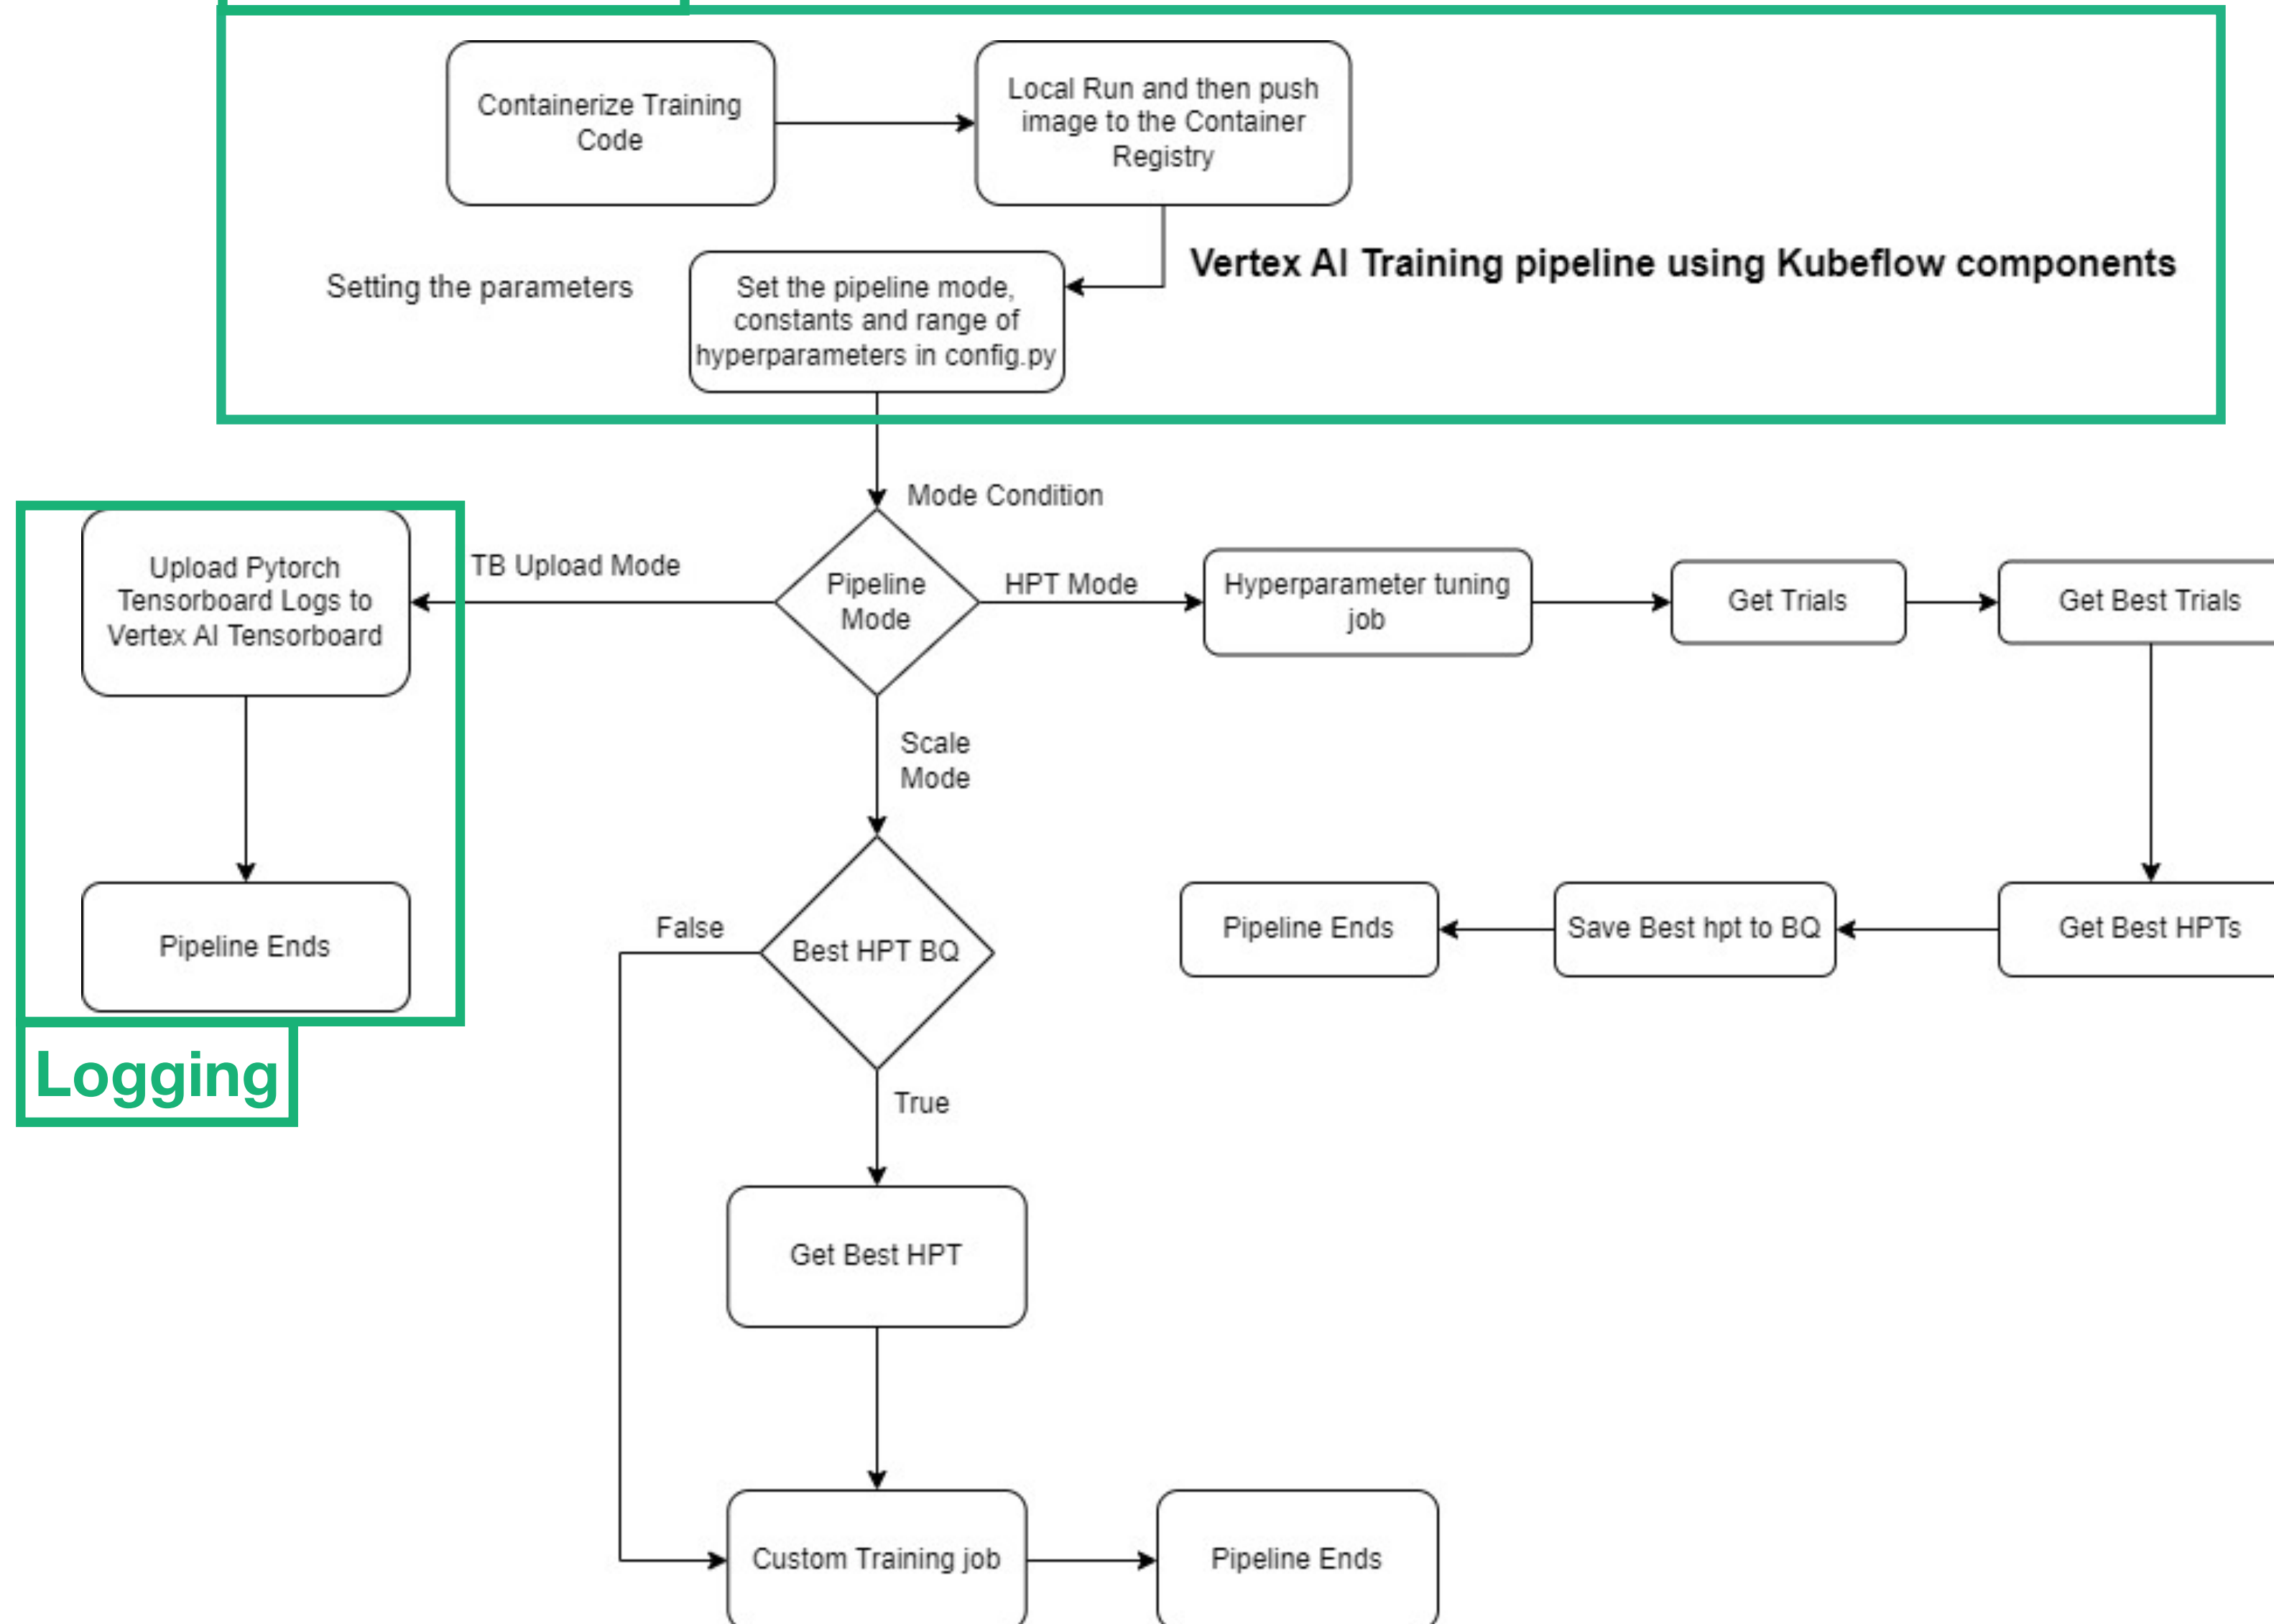 Containerize Training
Code
Local Run and then push
image to the Container
Registry
Vertex AI Training pipeline using Kubeflow components
Setting the parameters
Set the pipeline mode,
constants and range of
hyperparameters in config.py
Mode Condition
Upload Pytorch
Tensorboard Logs to
Vertex AI Tensorboard
TB Upload Mode
Pipeline
Mode
HPT Mode
Hyperparameter tuning
job
Get Trials
Get Best Trials
Scale
Mode
Pipeline Ends
False
Best HPT BQ
Pipeline Ends
Save Best hpt to BQ
Get Best HPTs
Logging
True
Get Best HPT
Custom Training job
Pipeline Ends